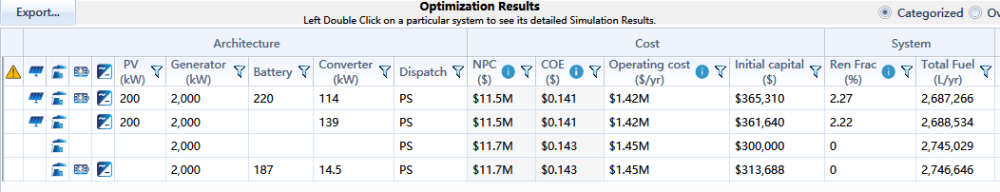 Export...
Optimization Results
Left Double Click on a particular system to see its detailed Simulation Results.
Categorized
Ov
Architecture Cost System
PV (kW) Generator (kW) Battery Converter (kW) Dispatch NPC ($) COE ($) Operating cost ($/yr) Initial capital ($) Ren Frac (%) Total Fuel (L/yr)
200 2,000 220 114 PS $11.5M $0.141 $1.42M $365,310 2.27 2,687,266
200 2,000 139 PS $11.5M $0.141 $1.42M $361,640 2.22 2,688,534
2,000 PS $11.7M $0.143 $1.45M $300,000 0 2,745,029
2,000 187 14.5 PS $11.7M $0.143 $1.45M $313,688 0 2,746,646